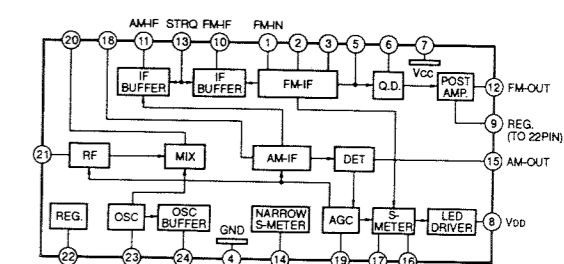 AM-IF STRQ FM-IF FM-IN
20 18 11 13 10 1 2 3 5 6 7
VCC
IF BUFFER
IF BUFFER
FM-IF
Q.D.
POST AMP.
12 FM-OUT
9 REG. (TO 22PIN)
21
RF
MIX
AM-IF
DET
15 AM-OUT
REG.
OSC
OSC BUFFER
GND
NARROW S-METER
AGC
S-METER
LED DRIVER
8 VDD
22 23 24 4 14 19 17 16